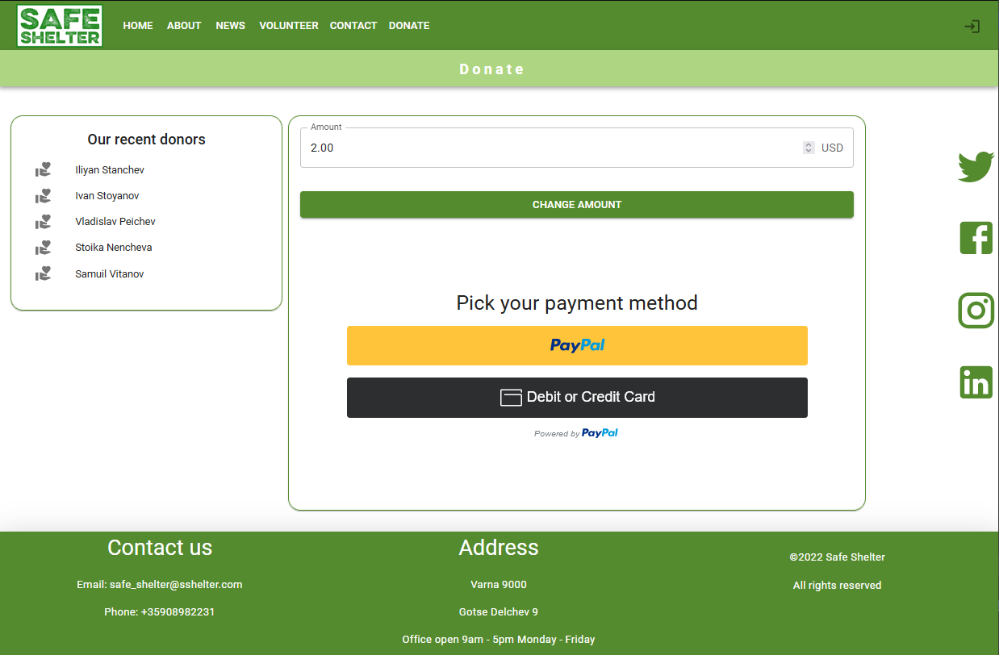 SAFE
SHELTER
HOME ABOUT NEWS VOLUNTEER CONTACT DONATE
Donate
Our recent donors
Iliyan Stanchev
Ivan Stoyanov
Vladislav Peichev
Stoika Nencheva
Samuil Vitanov
Amount
2.00 USD
CHANGE AMOUNT
Pick your payment method
PayPal
Debit or Credit Card
Powered by PayPal
in
Contact us
Email: safe_shelter@sshelter.com
Phone: +35908982231
Address
Varna 9000
Gotse Delchev 9
Office open 9am - 5pm Monday - Friday
©2022 Safe Shelter
All rights reserved